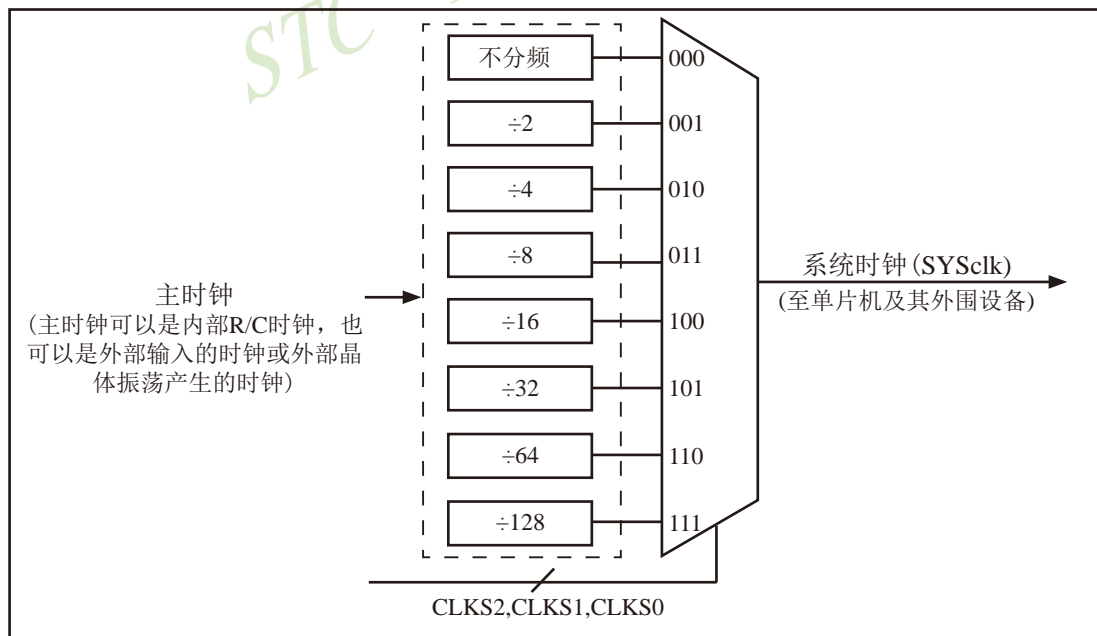 STC
不分频
000
÷2
001
÷4
010
÷8
011
÷16
100
÷32
101
÷64
110
÷128
111
主时钟
(主时钟可以是内部R/C时钟，也
可以是外部输入的时钟或外部晶
体振荡产生的时钟)
系统时钟(SYSclk)
(至单片机及其外围设备)
CLKS2,CLKS1,CLKS0